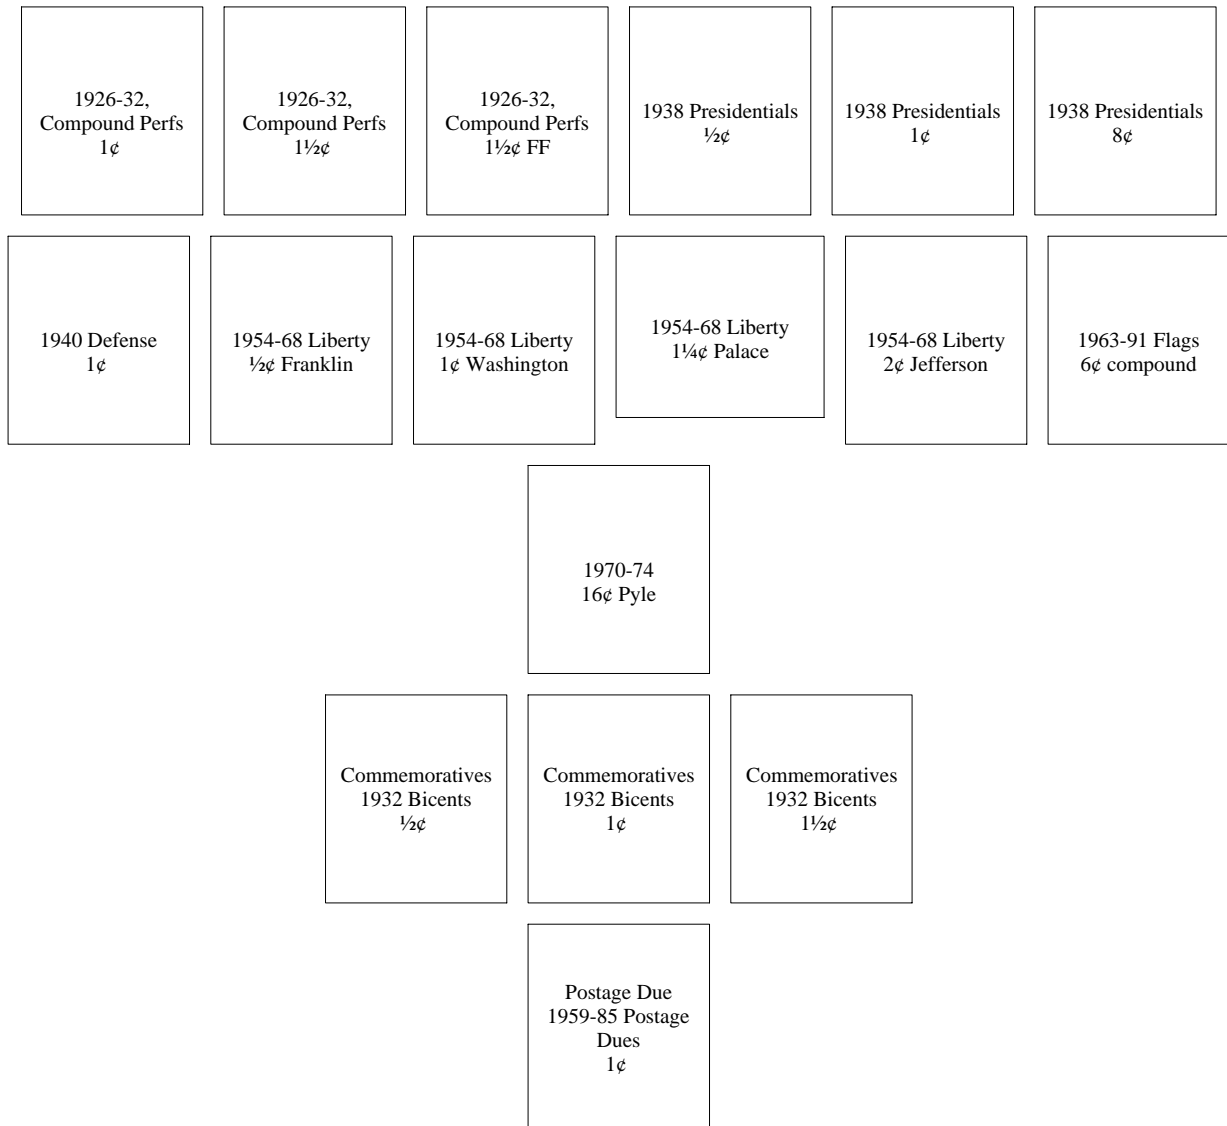 1926-32,
Compound Perfs
1¢
1926-32,
Compound Perfs
1½¢
1926-32,
Compound Perfs
1½¢ FF
1938 Presidentials
½¢
1938 Presidentials
1¢
1938 Presidentials
8¢
1940 Defense
1¢
1954-68 Liberty
½¢ Franklin
1954-68 Liberty
1¢ Washington
1954-68 Liberty
1¼¢ Palace
1954-68 Liberty
2¢ Jefferson
1963-91 Flags
6¢ compound
1970-74
16¢ Pyle
Commemoratives
1932 Bicents
½¢
Commemoratives
1932 Bicents
1¢
Commemoratives
1932 Bicents
1½¢
Postage Due
1959-85 Postage
Dues
1¢